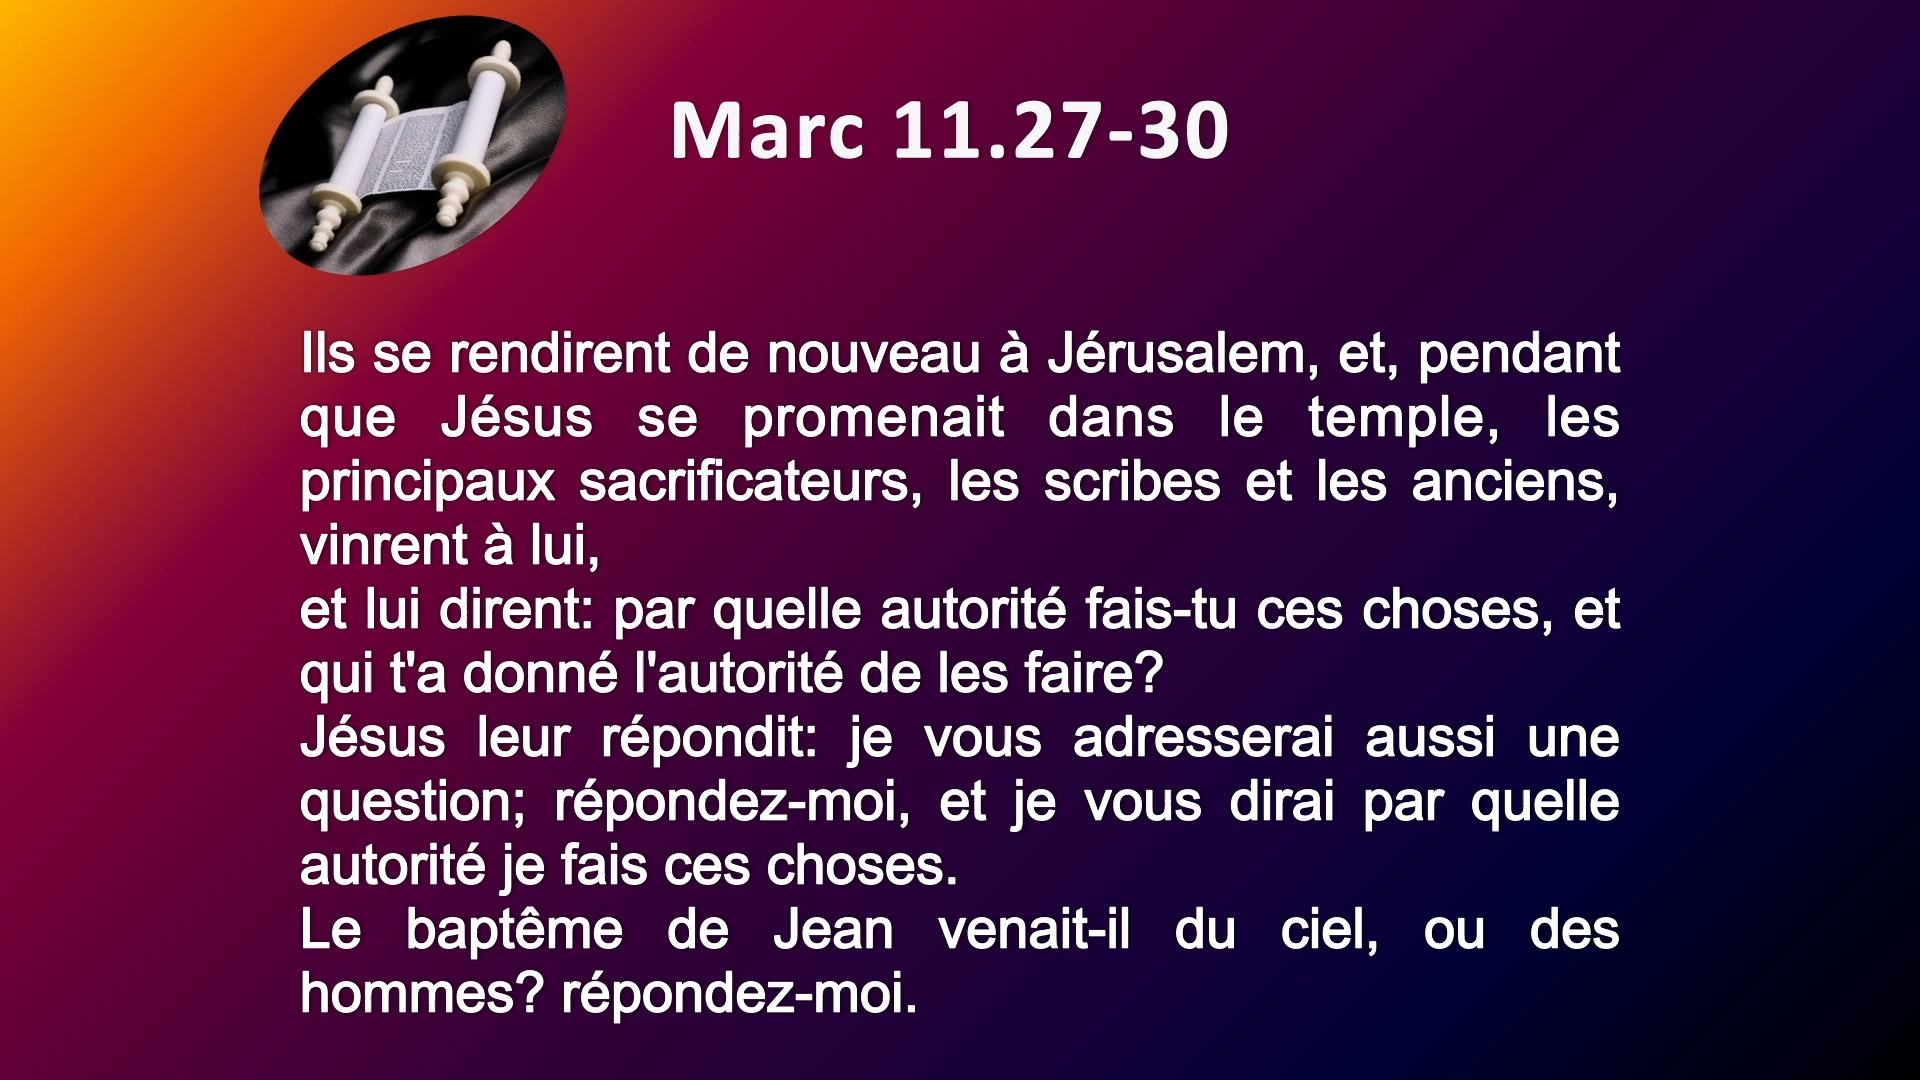 Marc 11.27-30
Ils se rendirent de nouveau à Jérusalem, et, pendant
que Jésus se promenait dans le temple, les
principaux sacrificateurs, les scribes et les anciens,
vinrent à lui,
et lui dirent: par quelle autorité fais-tu ces choses, et
qui t'a donné l'autorité de les faire?
Jésus leur répondit: je vous adresserai aussi une
question; répondez-moi, et je vous dirai par quelle
autorité je fais ces choses.
Le baptême de Jean venait-il du ciel, ou des
hommes? répondez-moi.